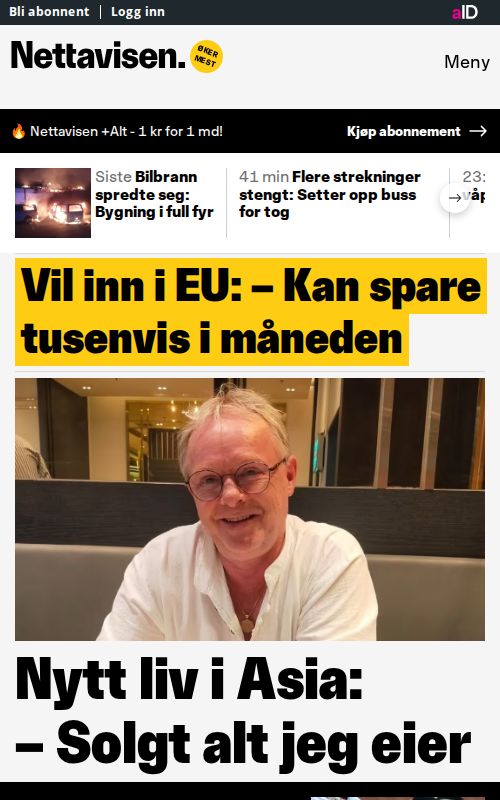 Bli abonnent | Logg inn
aID
Nettavisen.
ØKER
MEST
Meny
Nettavisen +Alt - 1 kr for 1 md!
Kjøp abonnement
Siste Bilbrann
spredte seg:
Bygning i full fyr
41 min Flere strekninger
stengt: Setter opp buss
for tog
23:
Vil inn i EU: – Kan spare
tusenvis i måneden
Nytt liv i Asia:
– Solgt alt jeg eier